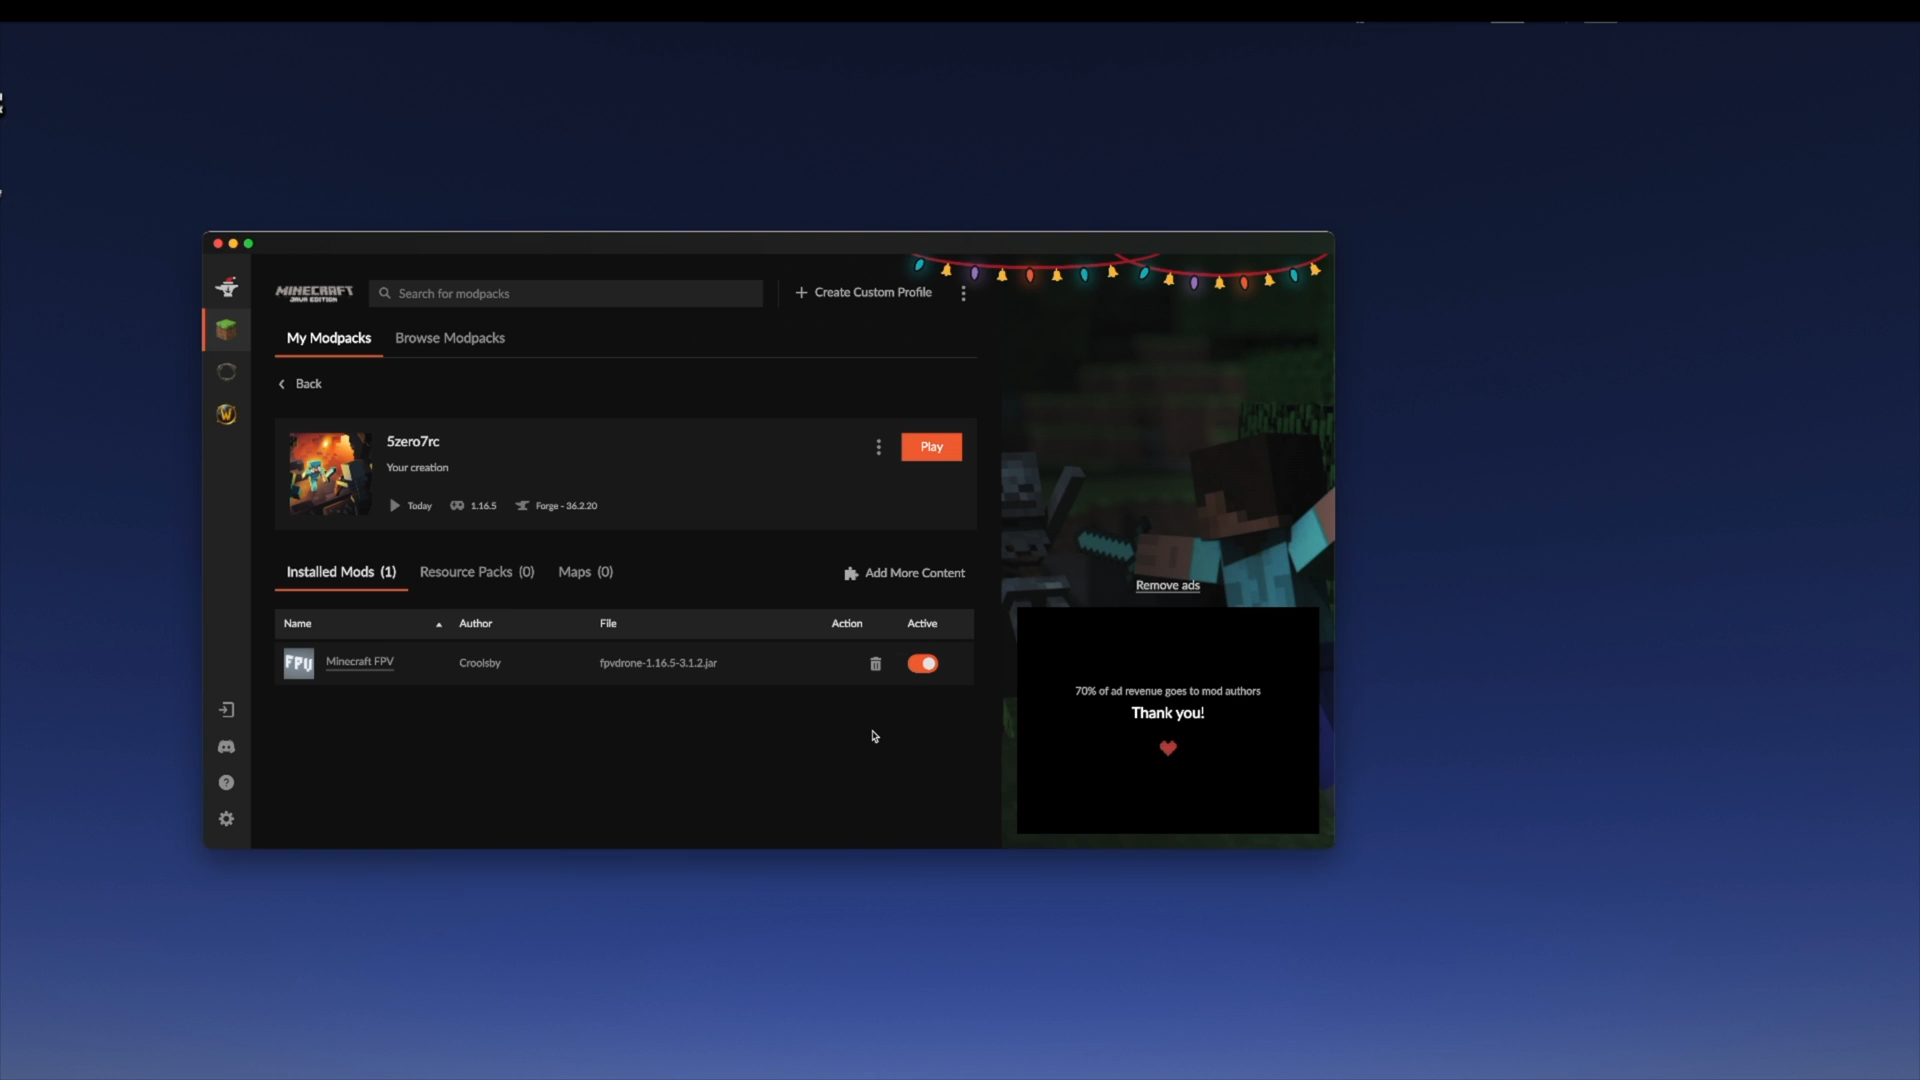 MINECRAFT
JAVA EDITION
Search for modpacks
Create Custom Profile
My Modpacks
Browse Modpacks
Back
5zero7rc
Your creation
Today
1.16.5
Forge - 36.2.20
Play
Installed Mods (1)
Resource Packs (0)
Maps (0)
Add More Content
Name
Author
File
Action
Active
FPV
Minecraft FPV
Croolsby
fpvdrone-1.16.5-3.1.2.jar
Remove ads
70% of ad revenue goes to mod authors
Thank you!